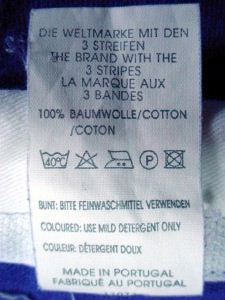 DIE WELTMARKE MIT DEN
3 STREIFEN
THE BRAND WITH THE
3 STRIPES
LA MARQUE AUX
3 BANDES
100% BAUMWOLLE/COTTON
/COTON
40°C P
BUNT: BITTE FEINWASCHMITTEL VERWENDEN
COLOURED: USE MILD DETERGENT ONLY
COULEUR: DÉTERGENT DOUX
MADE IN PORTUGAL
FABRIQUÉ AU PORTUGAL